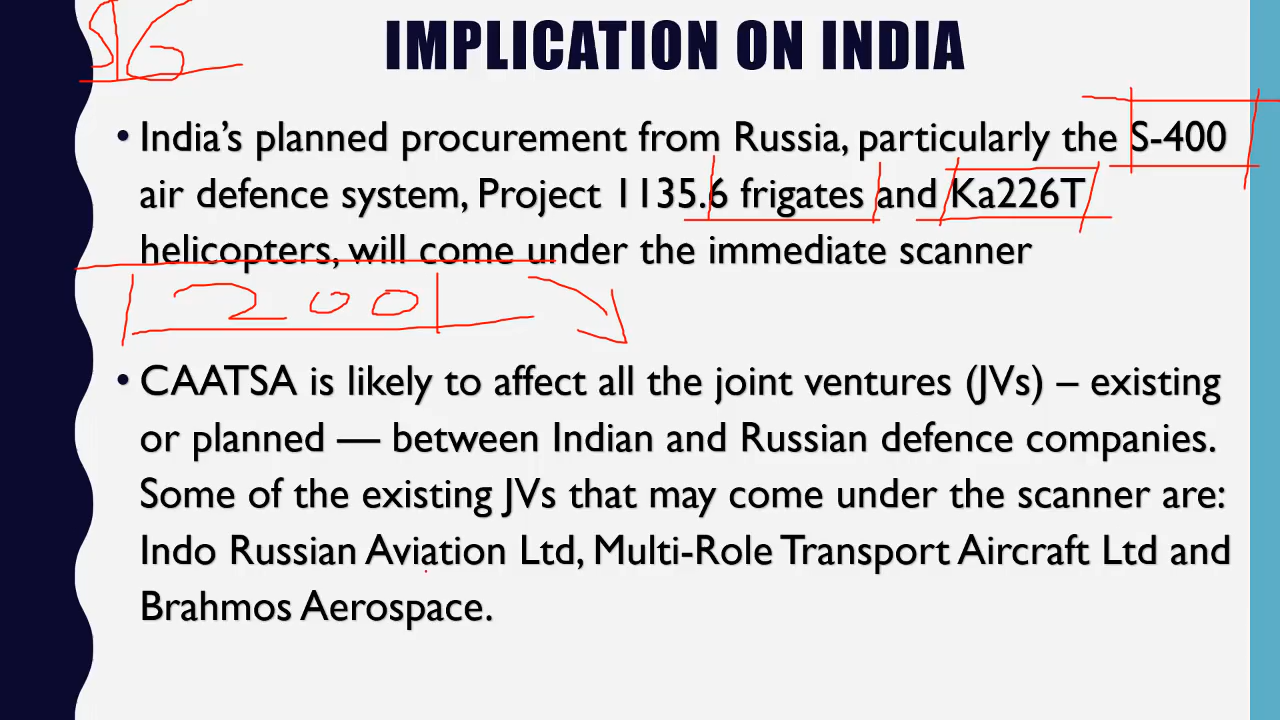 IMPLICATION ON INDIA
• India's planned procurement from Russia, particularly the S-400
air defence system, Project 1135.6 frigates and Ka226T
helicopters, will come under the immediate scanner
200
• CAATSA is likely to affect all the joint ventures (JVs) – existing
or planned — between Indian and Russian defence companies.
Some of the existing JVs that may come under the scanner are:
Indo Russian Aviation Ltd, Multi-Role Transport Aircraft Ltd and
Brahmos Aerospace.